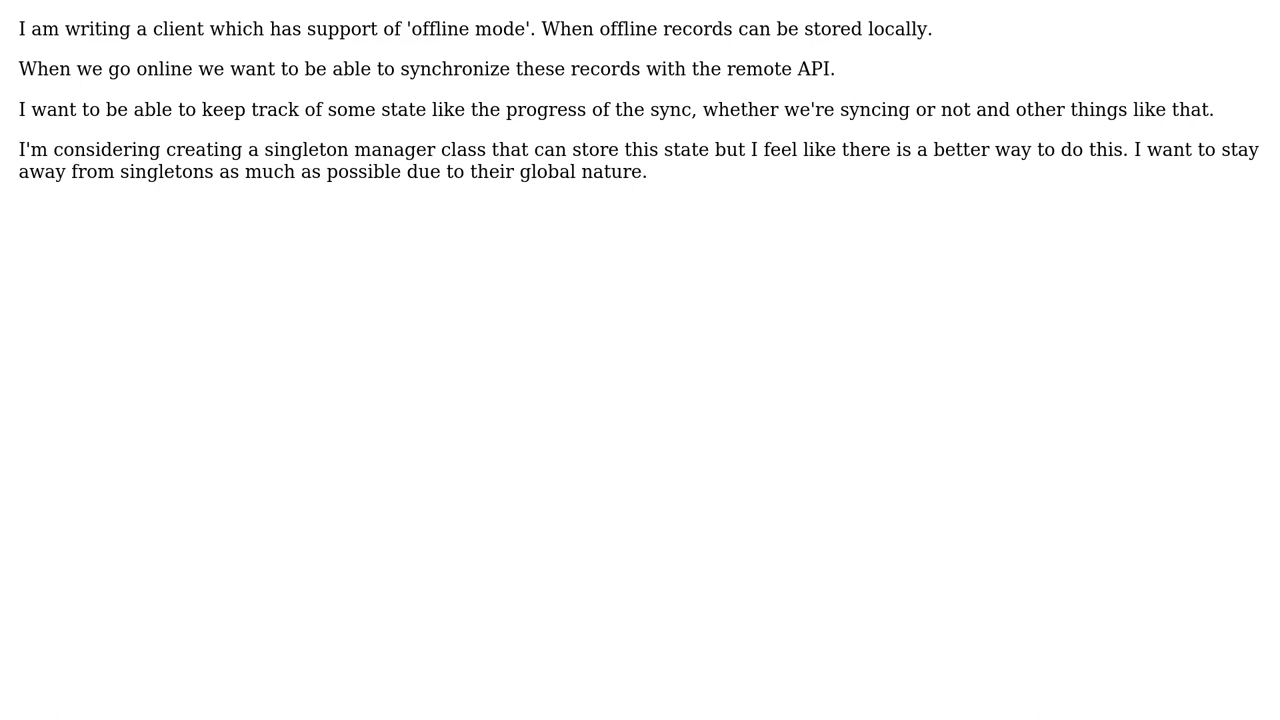 I am writing a client which has support of 'offline mode'. When offline records can be stored locally.
When we go online we want to be able to synchronize these records with the remote API.
I want to be able to keep track of some state like the progress of the sync, whether we're syncing or not and other things like that.
I'm considering creating a singleton manager class that can store this state but I feel like there is a better way to do this. I want to stay
away from singletons as much as possible due to their global nature.